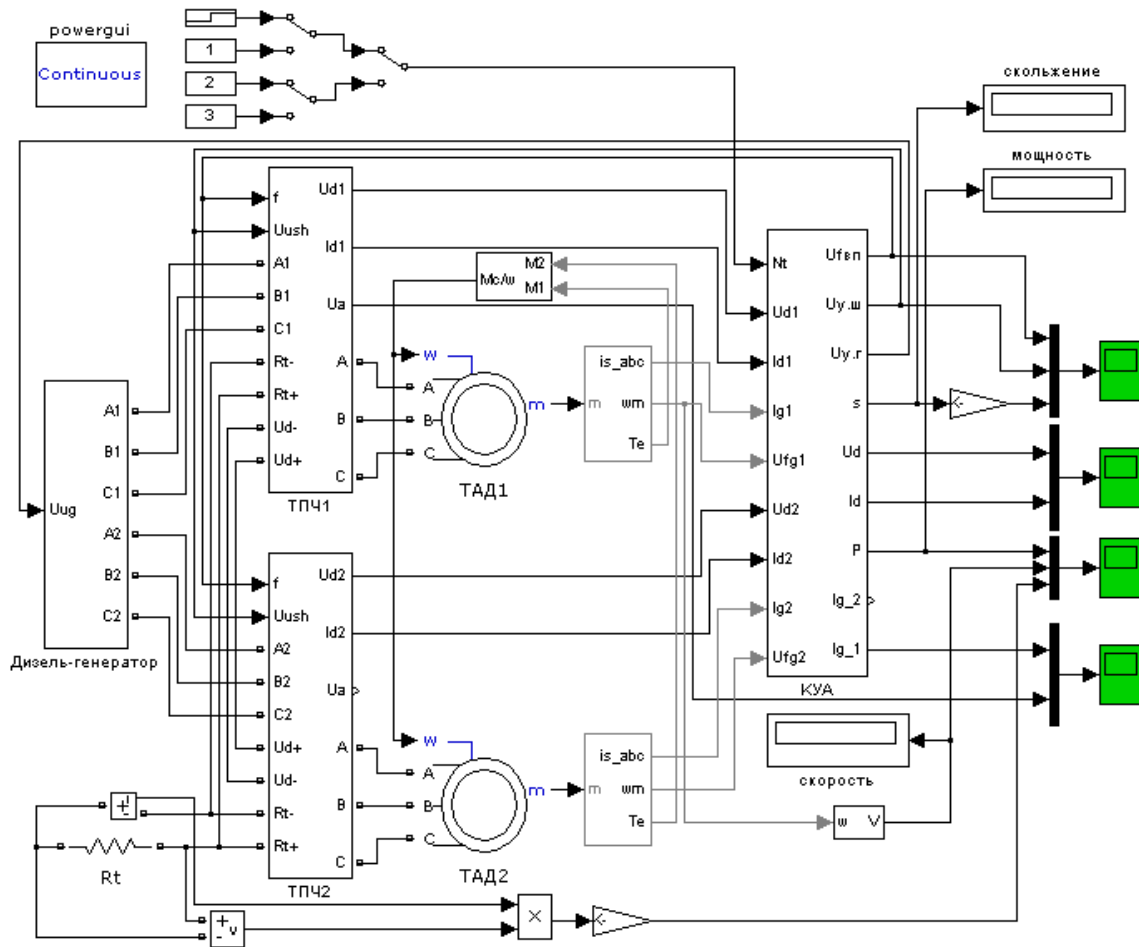 powergui
Continuous
1
2
3
скольжение
мощность
f
Uush
A1
B1
C1
Rt-
Rt+
Ud-
Ud+
Ud1
Id1
Ua
A
B
C
ТПЧ1
Mc/w
M2
M1
w
A
B
C
m
ТАД1
m
is_abc
wm
Te
Nt
Ud1
Id1
Ig1
Ufg1
Ud2
Id2
Ig2
Ufg2
Ufвп
Uу.ш
Uу.г
s
Ud
Id
P
Ig_2
Ig_1
КУА
Uug
A1
B1
C1
A2
B2
C2
Дизель-генератор
f
Uush
A2
B2
C2
Ud+
Ud-
Rt-
Rt+
Ud2
Id2
Ua
A
B
C
ТПЧ2
w
A
B
C
m
ТАД2
m
is_abc
wm
Te
скорость
w V
+ - i
Rt
+ - v
×